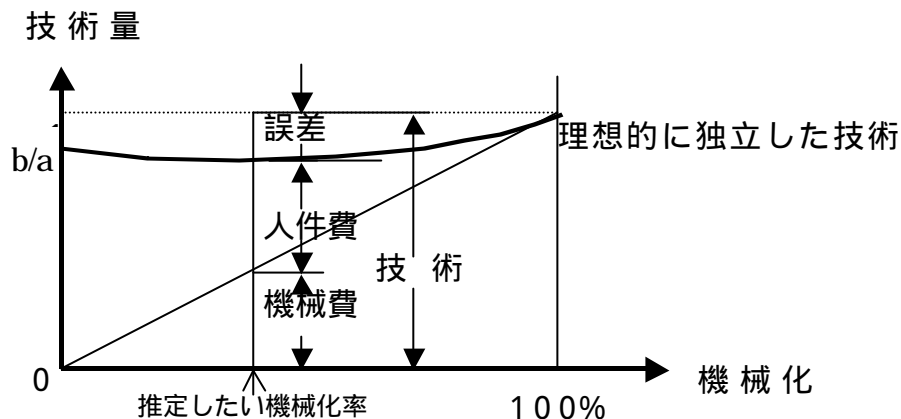 技術量
誤差
理想的に独立した技術
b/a
人件費
技術
機械費
0
機械化
推定したい機械化率
100%